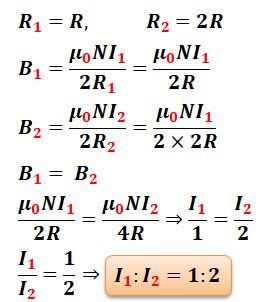 R₁ = R, R₂ = 2R
B₁ = μ₀NI₁/2R₁ = μ₀NI₁/2R
B₂ = μ₀NI₂/2R₂ = μ₀NI₁/2 × 2R
B₁ = B₂
μ₀NI₁/2R = μ₀NI₂/4R ⇒ I₁/1 = I₂/2
I₁/I₂ = 1/2 ⇒ I₁:I₂ = 1:2